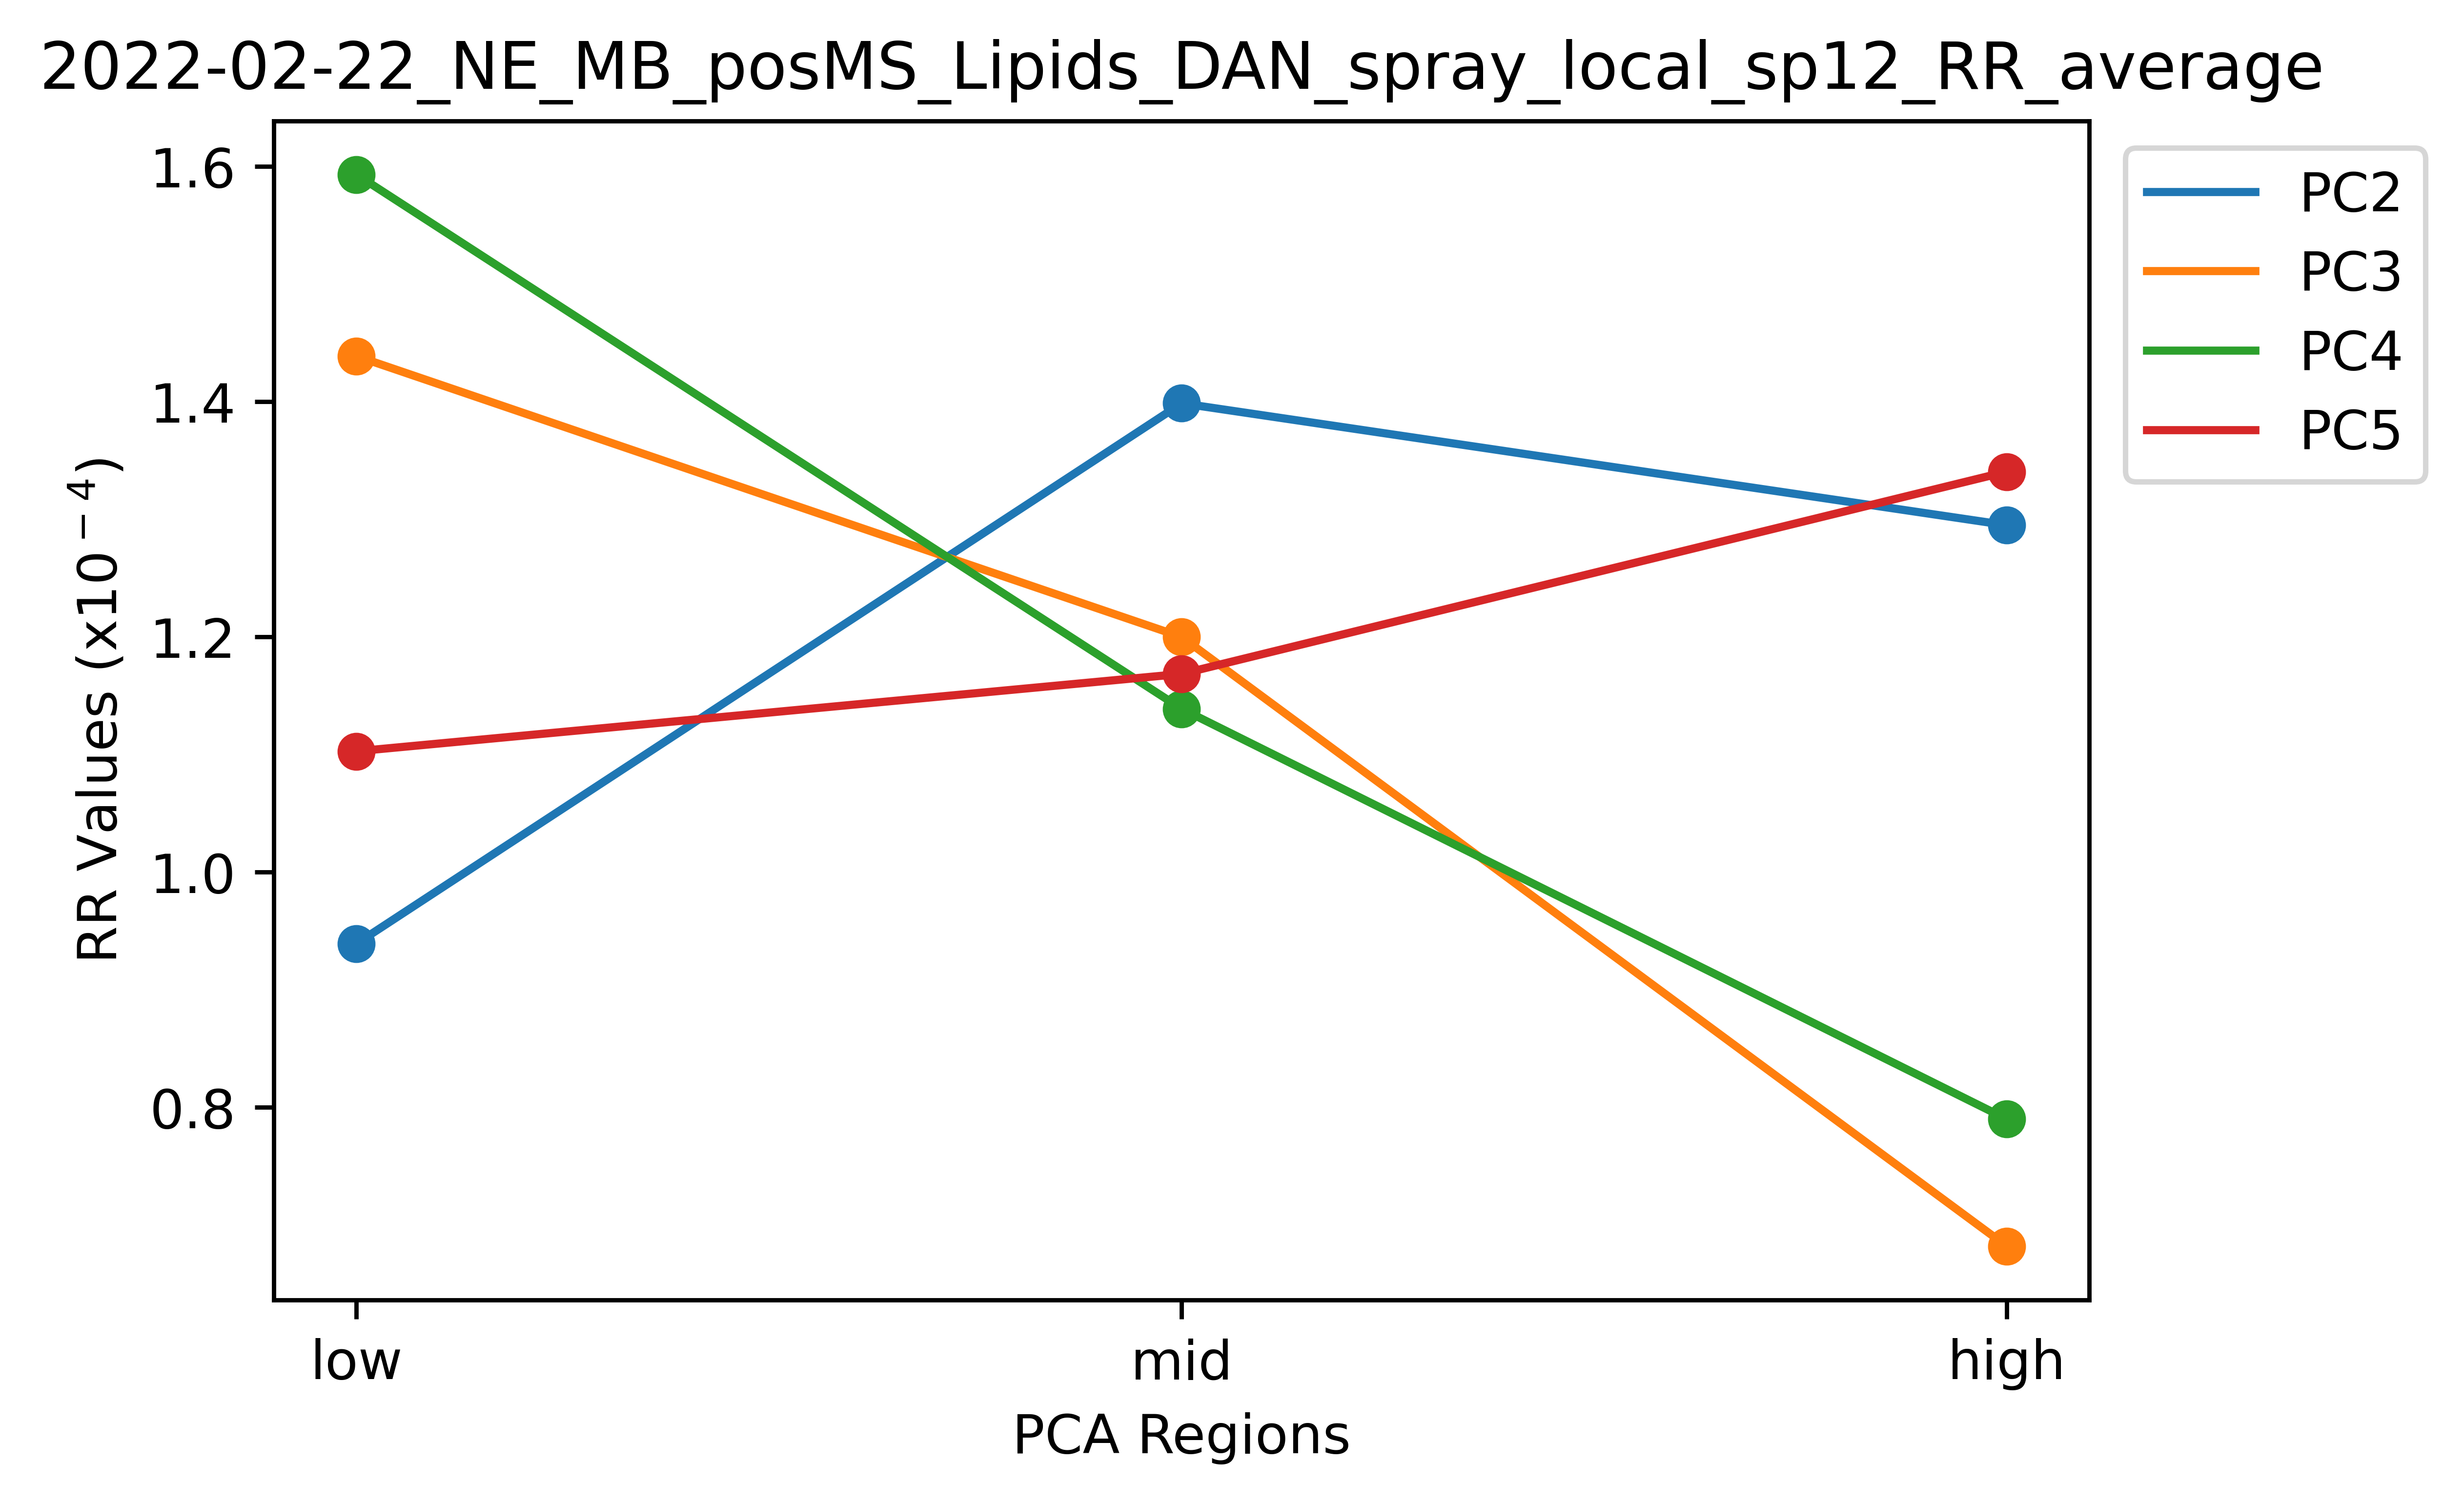 2022-02-22_NE_MB_posMS_Lipids_DAN_spray_local_sp12_RR_average
RR Values (x10⁻⁴)
1.6
1.4
1.2
1.0
0.8
low mid high
PCA Regions
PC2
PC3
PC4
PC5